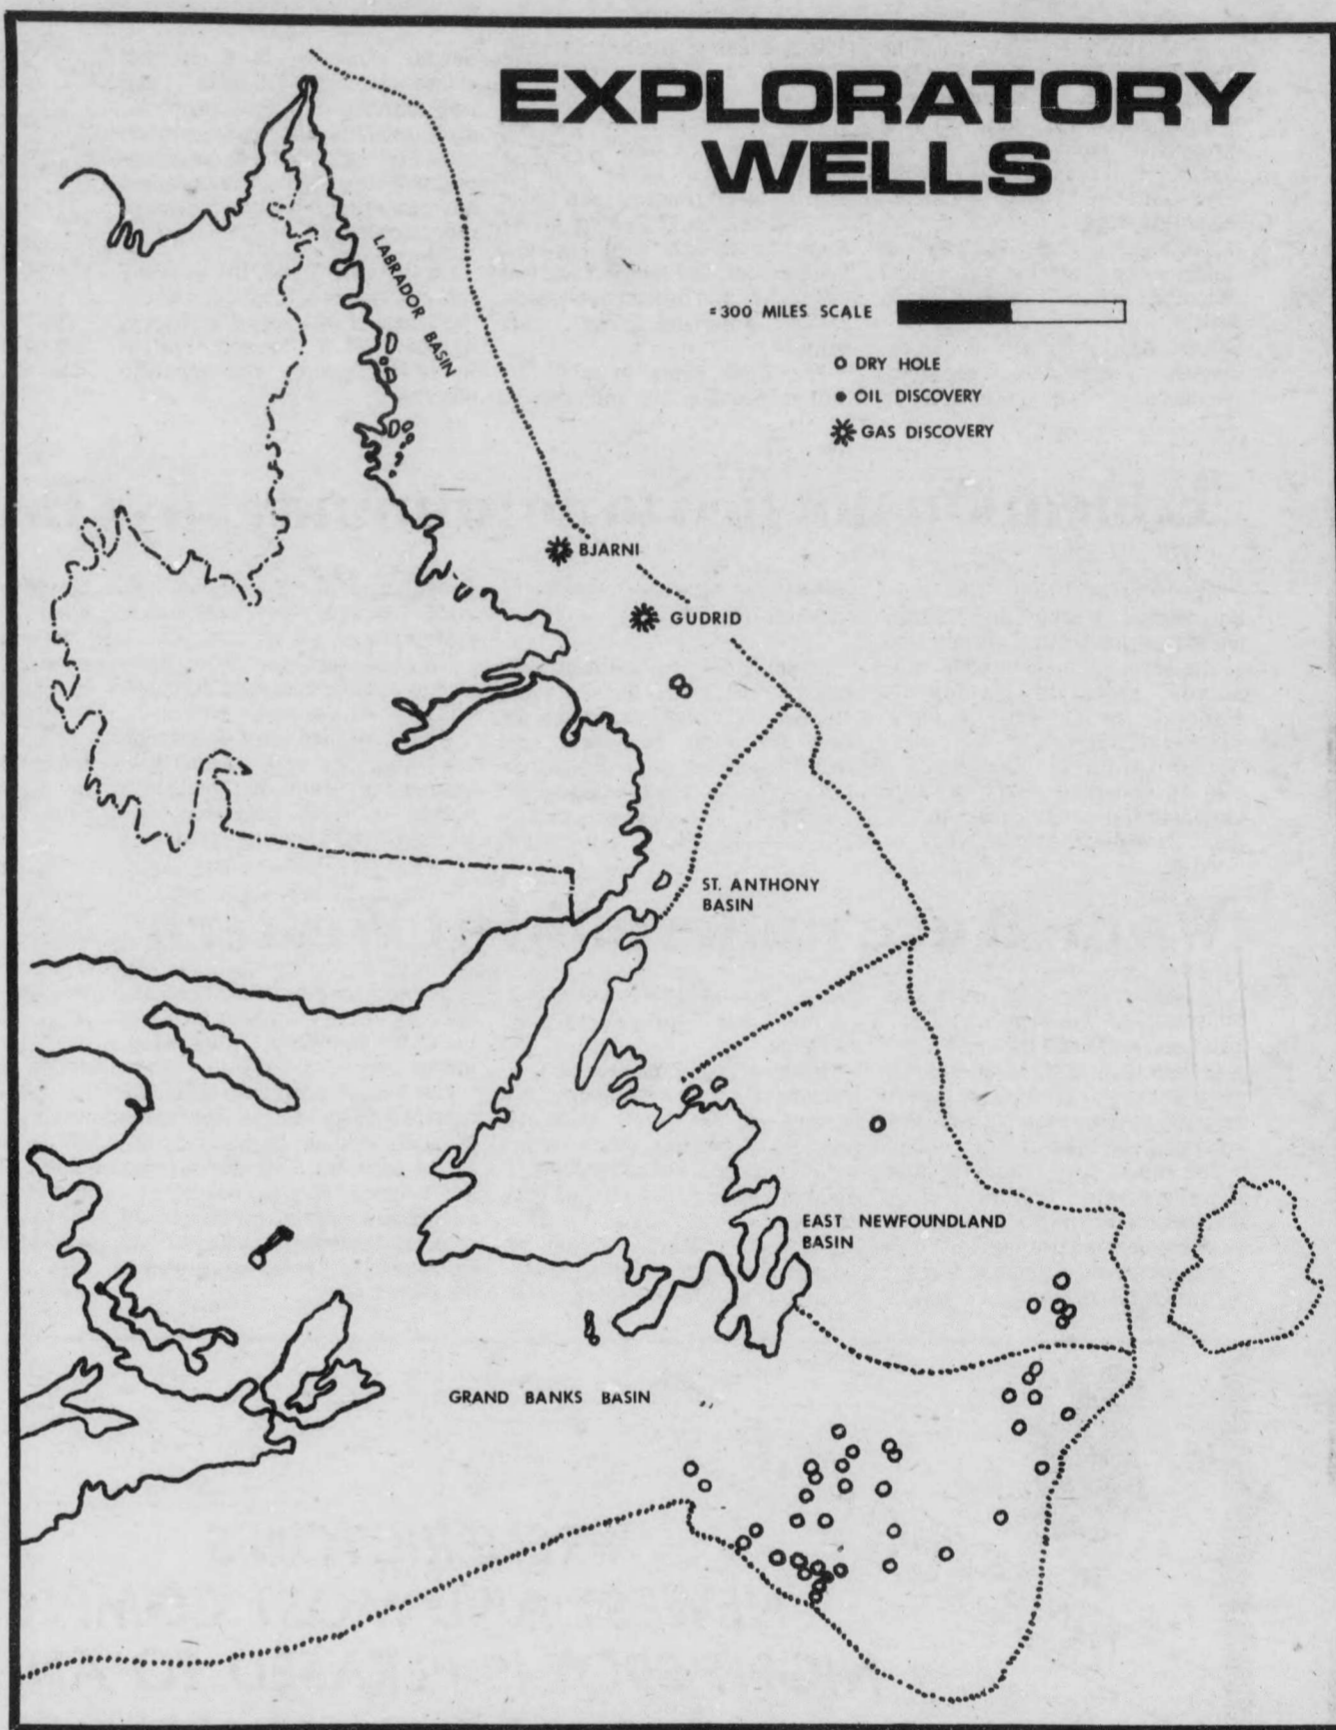 EXPLORATORY
WELLS
=300 MILES SCALE
DRY HOLE
OIL DISCOVERY
GAS DISCOVERY
LABRADOR BASIN
BJARNI
GUDRID
ST. ANTHONY
BASIN
EAST NEWFOUNDLAND
BASIN
GRAND BANKS BASIN